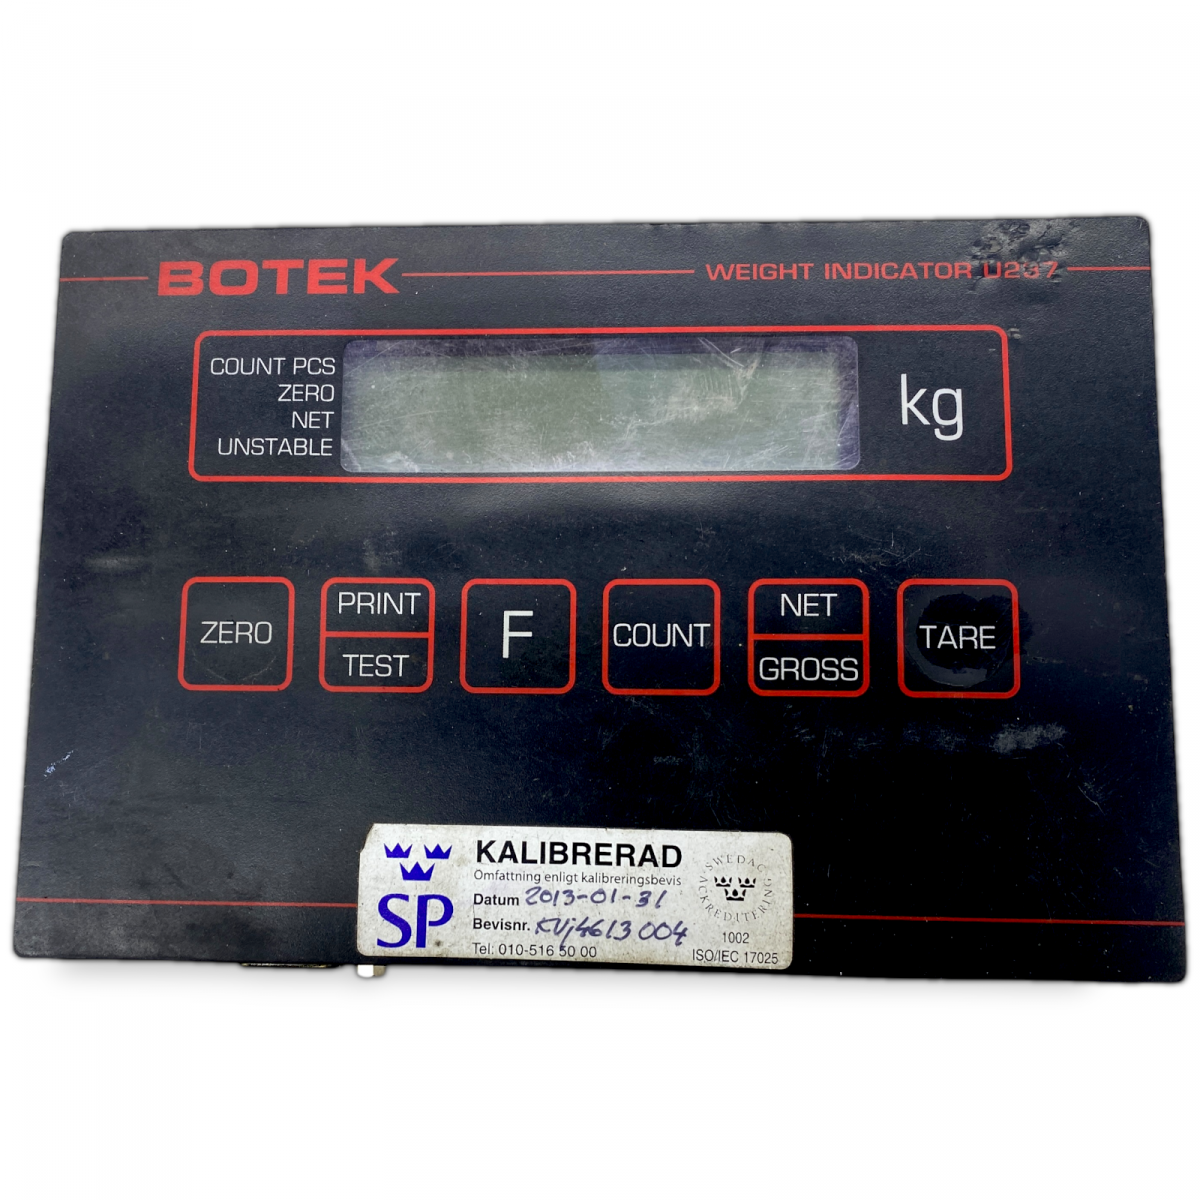 BOTEK
WEIGHT INDICATOR U237
COUNT PCS
ZERO
NET
UNSTABLE
kg
ZERO
PRINT
TEST
F
COUNT
NET
GROSS
TARE
SP
KALIBRERAD
Omfattning enligt kalibreringsbevis
Datum 2013-01-31
Bevisnr. KVj4613004
Tel: 010-516 50 00
SWEDAC
ACKREDITERING
1002
ISO/IEC 17025